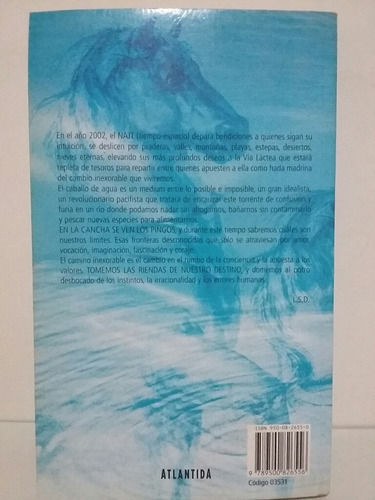 En el año 2002, el NAIT (tiempo-espacio) depara bendiciones a quienes sigan su
intuición, se deslicen por praderas, valles, montañas, playas, estepas, desiertos,
nieves eternas, elevando sus más profundos deseos a la Vía Láctea que estará
repleta de tesoros para repartir entre quienes apuesten a ella como hada madrina
del cambio inexorable que viviremos.
El caballo de agua es un medium entre lo posible e imposible, un gran idealista,
un revolucionario pacifista que tratará de encauzar este torrente de confusión y
furia en un río donde podamos nadar sin ahogarnos, bañarnos sin contaminarlo
y pescar nuevas especies para alimentarnos.
EN LA CANCHA SE VEN LOS PINGOS, y durante este tiempo sabremos cuáles son
nuestros límites. Esas fronteras desconocidas que sólo se atraviesan por amor,
vocación, imaginación, fascinación y coraje.
El camino inexorable es el cambio en el rumbo de la conciencia y la apuesta a los
valores. TOMEMOS LAS RIENDAS DE NUESTRO DESTINO, y domemos al potro
desbocado de los instintos, la irracionalidad y los errores humanos.
L.S.D.
ISBN 950-08-2655-0
9789500826556
Código 03531
ATLANTIDA